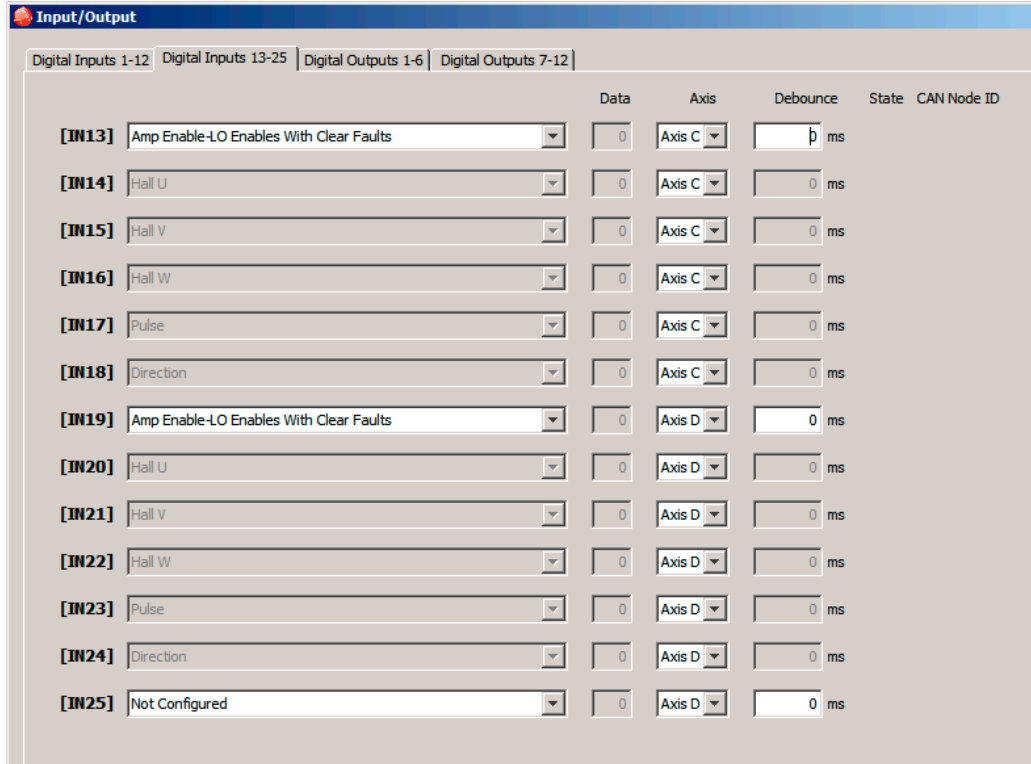 Input/Output
Digital Inputs 1-12 Digital Inputs 13-25 Digital Outputs 1-6 Digital Outputs 7-12
Data Axis Debounce State CAN Node ID
[IN13] Amp Enable-LO Enables With Clear Faults 0 Axis C 0 ms
[IN14] Hall U 0 Axis C 0 ms
[IN15] Hall V 0 Axis C 0 ms
[IN16] Hall W 0 Axis C 0 ms
[IN17] Pulse 0 Axis C 0 ms
[IN18] Direction 0 Axis C 0 ms
[IN19] Amp Enable-LO Enables With Clear Faults 0 Axis D 0 ms
[IN20] Hall U 0 Axis D 0 ms
[IN21] Hall V 0 Axis D 0 ms
[IN22] Hall W 0 Axis D 0 ms
[IN23] Pulse 0 Axis D 0 ms
[IN24] Direction 0 Axis D 0 ms
[IN25] Not Configured 0 Axis D 0 ms